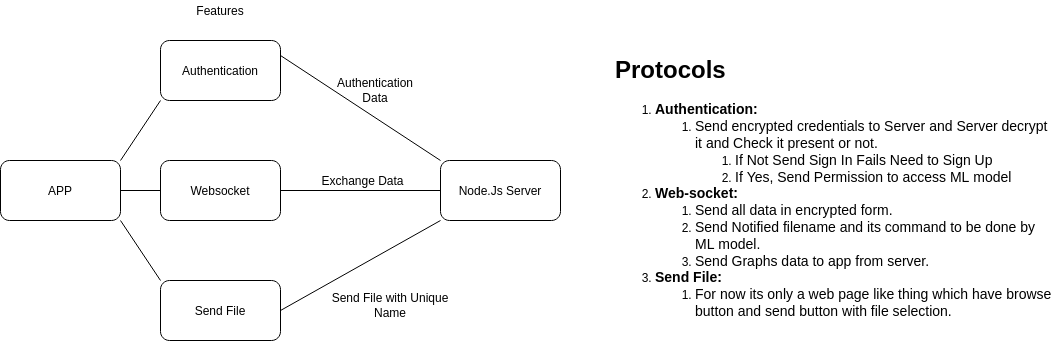 Features
Authentication
Authentication
Data
APP
Websocket
Exchange Data
Node.Js Server
Send File
Send File with Unique
Name
Protocols
1. Authentication:
1. Send encrypted credentials to Server and Server decrypt
it and Check it present or not.
1. If Not Send Sign In Fails Need to Sign Up
2. If Yes, Send Permission to access ML model
2. Web-socket:
1. Send all data in encrypted form.
2. Send Notified filename and its command to be done by
ML model.
3. Send Graphs data to app from server.
3. Send File:
1. For now its only a web page like thing which have browse
button and send button with file selection.